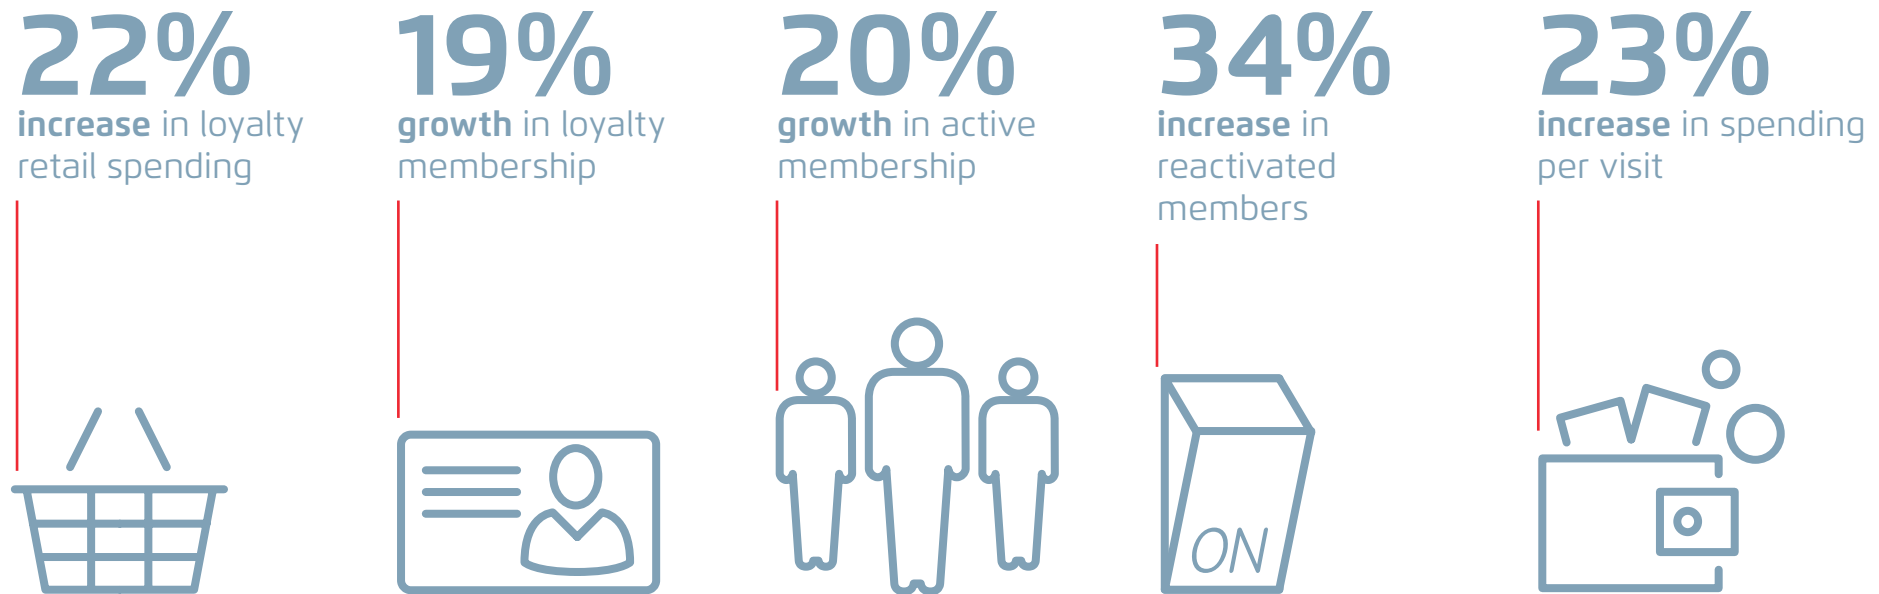 22%
increase in loyalty
retail spending
19%
growth in loyalty
membership
20%
growth in active
membership
34%
increase in
reactivated
members
23%
increase in spending
per visit
ON